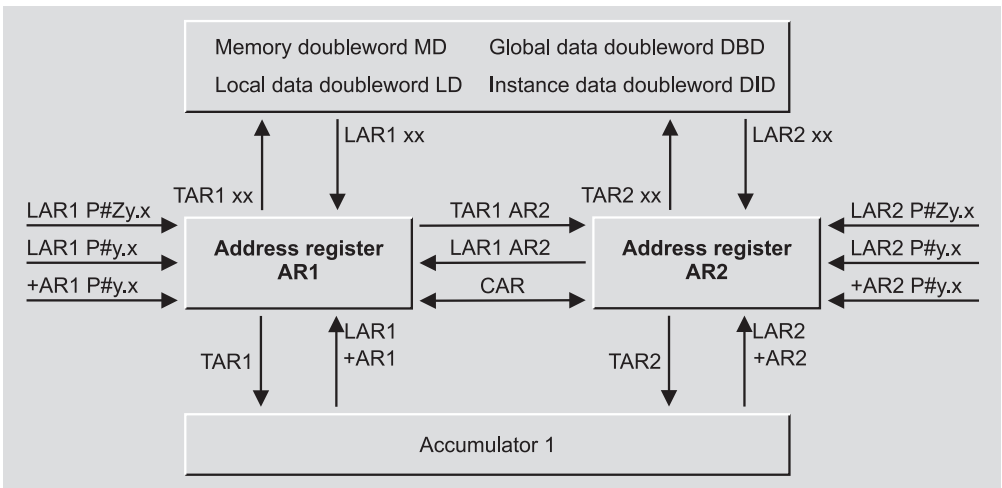 Memory doubleword MD Global data doubleword DBD
Local data doubleword LD Instance data doubleword DID
LAR1 xx LAR2 xx
TAR1 xx TAR2 xx
LAR1 P#Zy.x TAR1 AR2 LAR2 P#Zy.x
Address register Address register
LAR1 P#y.x LAR1 AR2 LAR2 P#y.x
AR1 AR2
+AR1 P#y.x CAR +AR2 P#y.x
LAR1 LAR2
TAR1 +AR1 TAR2 +AR2
Accumulator 1